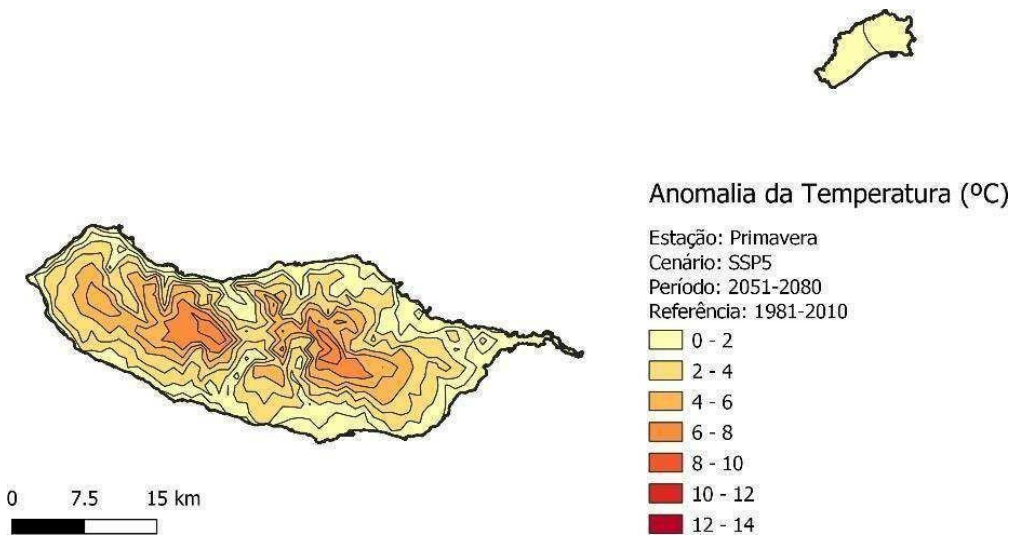 Anomalia da Temperatura (ºC)
Estação: Primavera
Cenário: SSP5
Período: 2051-2080
Referência: 1981-2010
0 - 2
2 - 4
4 - 6
6 - 8
8 - 10
10 - 12
12 - 14
0 7.5 15 km